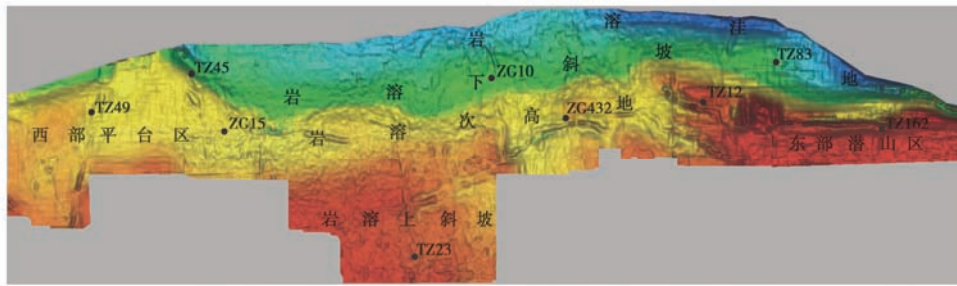 岩溶洼地
TZ45
ZG10
TZ83
岩溶下斜坡
TZ49
ZG15
ZG432
TZ12
TZ162
西部平台区
岩溶次高地
东部潜山区
岩溶上斜坡
TZ23